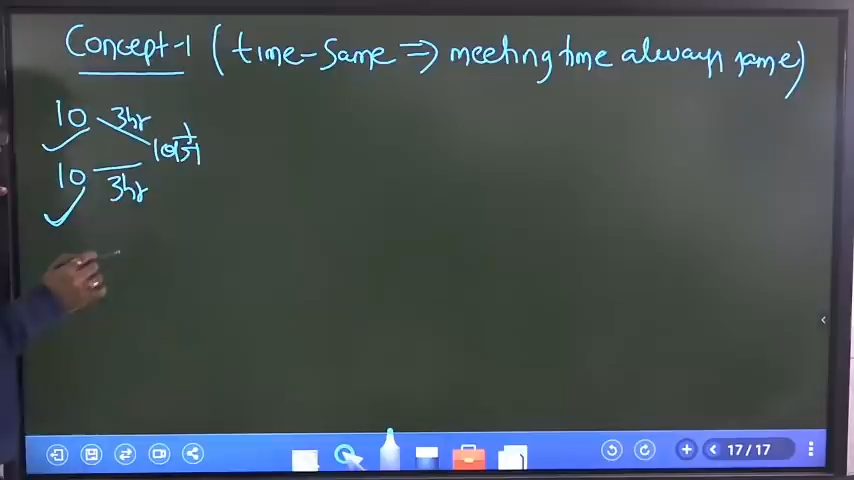 Concept-1 (time-Same ⇒ meeting time always same)
10 3hr
10 3hr
17/17